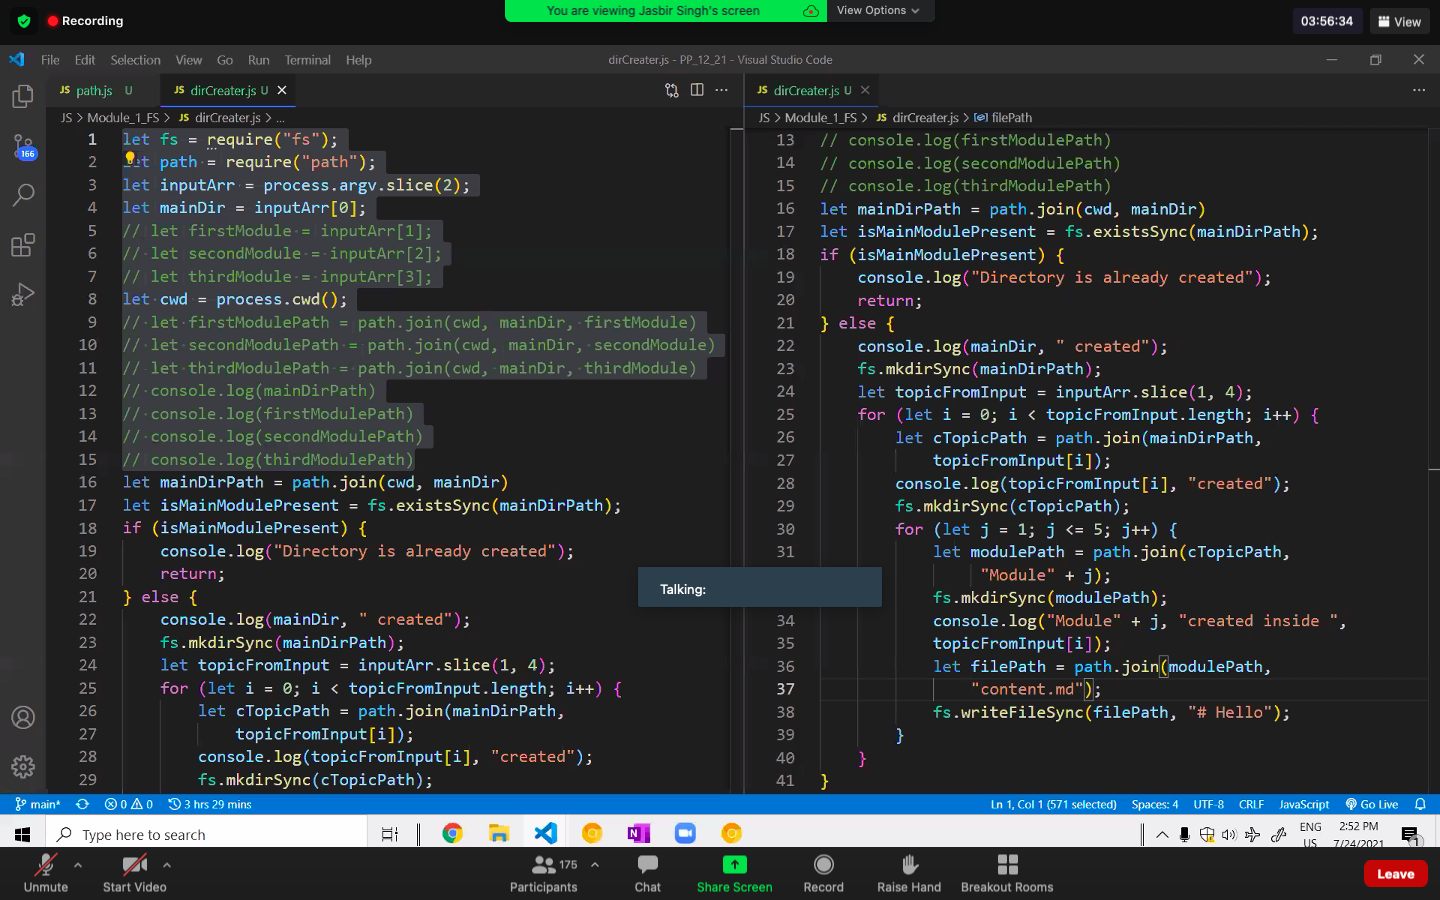 Recording
You are viewing Jasbir Singh's screen
View Options
03:56:34
View
File Edit Selection View Go Run Terminal Help
dirCreater.js - PP_12_21 - Visual Studio Code
JS path.js U
JS dirCreater.js U
JS dirCreater.js U
JS > Module_1_FS > JS dirCreater.js > ...
1 let fs = require("fs");
2 let path = require("path");
3 let inputArr = process.argv.slice(2);
4 let mainDir = inputArr[0];
5 // let firstModule = inputArr[1];
6 // let secondModule = inputArr[2];
7 // let thirdModule = inputArr[3];
8 let cwd = process.cwd();
9 // let firstModulePath = path.join(cwd, mainDir, firstModule)
10 // let secondModulePath = path.join(cwd, mainDir, secondModule)
11 // let thirdModulePath = path.join(cwd, mainDir, thirdModule)
12 // console.log(mainDirPath)
13 // console.log(firstModulePath)
14 // console.log(secondModulePath)
15 // console.log(thirdModulePath)
16 let mainDirPath = path.join(cwd, mainDir)
17 let isMainModulePresent = fs.existsSync(mainDirPath);
18 if (isMainModulePresent) {
19 console.log("Directory is already created");
20 return;
21 } else {
22 console.log(mainDir, " created");
23 fs.mkdirSync(mainDirPath);
24 let topicFromInput = inputArr.slice(1, 4);
25 for (let i = 0; i < topicFromInput.length; i++) {
26 let cTopicPath = path.join(mainDirPath,
27 topicFromInput[i]);
28 console.log(topicFromInput[i], "created");
29 fs.mkdirSync(cTopicPath);
JS > Module_1_FS > JS dirCreater.js > filePath
13 // console.log(firstModulePath)
14 // console.log(secondModulePath)
15 // console.log(thirdModulePath)
16 let mainDirPath = path.join(cwd, mainDir)
17 let isMainModulePresent = fs.existsSync(mainDirPath);
18 if (isMainModulePresent) {
19 console.log("Directory is already created");
20 return;
21 } else {
22 console.log(mainDir, " created");
23 fs.mkdirSync(mainDirPath);
24 let topicFromInput = inputArr.slice(1, 4);
25 for (let i = 0; i < topicFromInput.length; i++) {
26 let cTopicPath = path.join(mainDirPath,
27 topicFromInput[i]);
28 console.log(topicFromInput[i], "created");
29 fs.mkdirSync(cTopicPath);
30 for (let j = 1; j <= 5; j++) {
31 let modulePath = path.join(cTopicPath,
"Module" + j);
fs.mkdirSync(modulePath);
34 console.log("Module" + j, "created inside ",
35 topicFromInput[i]);
36 let filePath = path.join(modulePath,
37 "content.md");
38 fs.writeFileSync(filePath, "# Hello");
39 }
40 }
41 }
Talking:
166
main* 0 0 3 hrs 29 mins
Ln 1, Col 1 (571 selected) Spaces: 4 UTF-8 CRLF JavaScript Go Live
Type here to search
ENG
US
2:52 PM
7/24/2021
1
Unmute
Start Video
175
Participants
Chat
Share Screen
Record
Raise Hand
Breakout Rooms
Leave